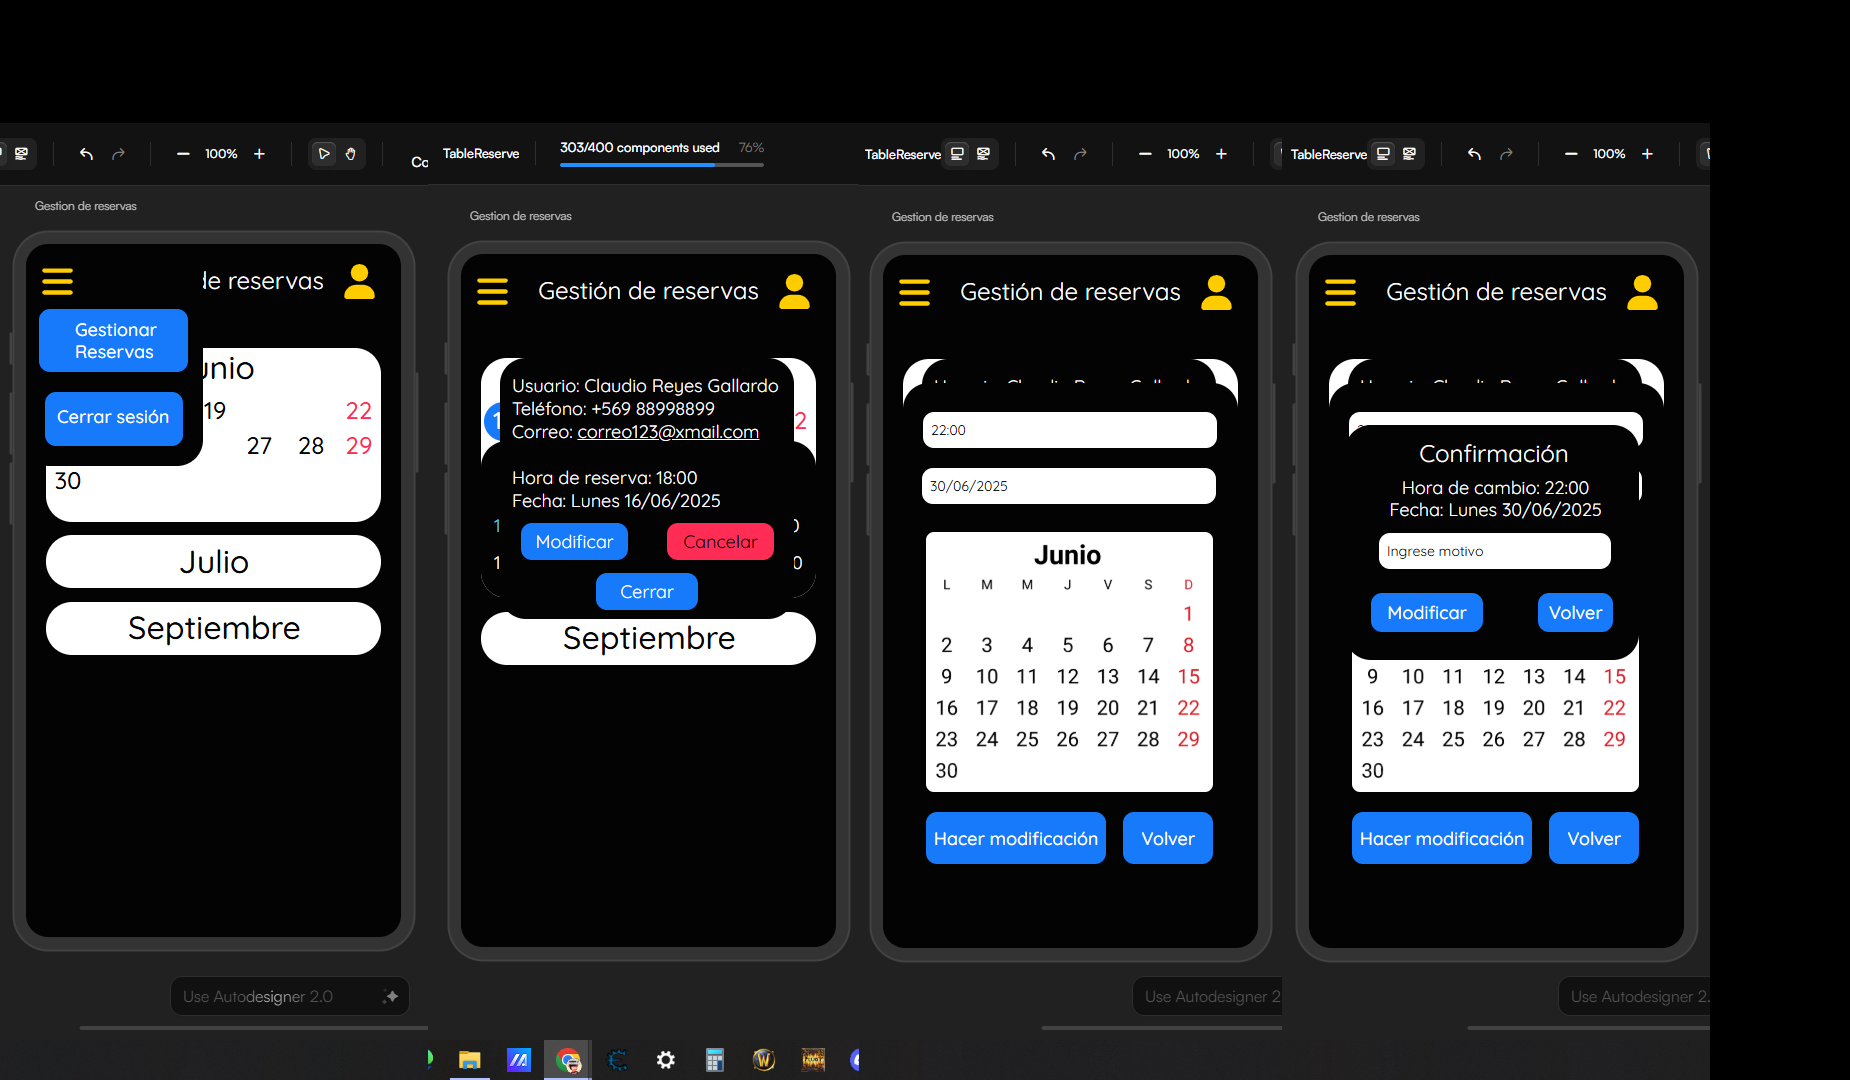 100%
Co
Gestion de reservas
de reservas
Gestionar
Reservas
Cerrar sesión
unio
19
22
27 28 29
30
Julio
Septiembre
Use Autodesigner 2.0
TableReserve
303/400 components used
76%
Gestion de reservas
Gestión de reservas
Usuario: Claudio Reyes Gallardo
Teléfono: +569 88998899
Correo: correo123@xmail.com
1
2
Hora de reserva: 18:00
Fecha: Lunes 16/06/2025
1
0
Modificar
Cancelar
1
0
Cerrar
Septiembre
TableReserve
100%
Gestion de reservas
Gestión de reservas
22:00
30/06/2025
Junio
L M M J V S D
1
2 3 4 5 6 7 8
9 10 11 12 13 14 15
16 17 18 19 20 21 22
23 24 25 26 27 28 29
30
Hacer modificación
Volver
Use Autodesigner 2
TableReserve
100%
Gestion de reservas
Gestión de reservas
Confirmación
Hora de cambio: 22:00
Fecha: Lunes 30/06/2025
Ingrese motivo
Modificar
Volver
9 10 11 12 13 14 15
16 17 18 19 20 21 22
23 24 25 26 27 28 29
30
Hacer modificación
Volver
Use Autodesigner 2.